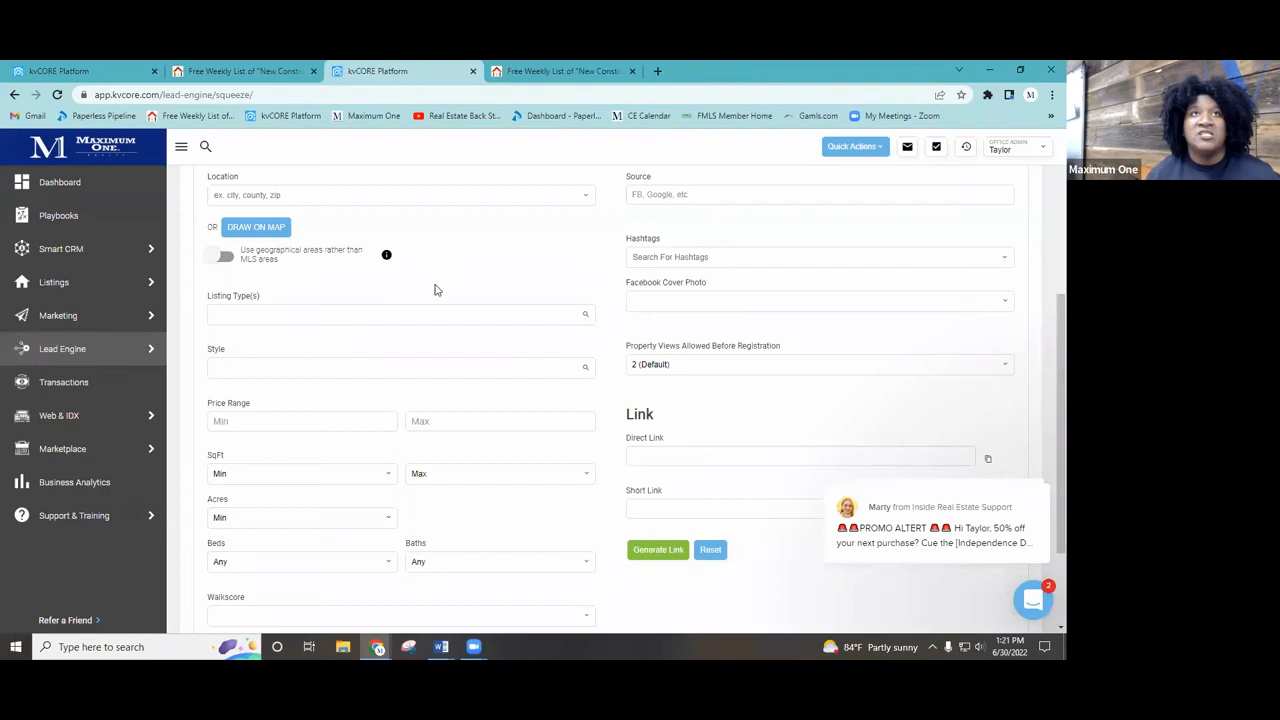 kvCORE Platform
Free Weekly List of "New Constr
kvCORE Platform
Free Weekly List of "New Constr
app.kvcore.com/lead-engine/squeeze/
M
Gmail
Paperless Pipeline
Free Weekly List of...
kvCORE Platform
Maximum One
Real Estate Back St...
Dashboard - Paperl...
CE Calendar
FMLS Member Home
Gamls.com
My Meetings - Zoom
M MAXIMUM ONE
Quick Actions
OFFICE ADMIN
Taylor
Maximum One
Dashboard
Playbooks
Smart CRM
Listings
Marketing
Lead Engine
Transactions
Web & IDX
Marketplace
Business Analytics
Support & Training
Refer a Friend
Location
ex. city, county, zip
OR DRAW ON MAP
Use geographical areas rather than
MLS areas
Listing Type(s)
Style
Price Range
Min Max
SqFt
Min Max
Acres
Min
Beds Baths
Any Any
Walkscore
Source
FB, Google, etc
Hashtags
Search For Hashtags
Facebook Cover Photo
Property Views Allowed Before Registration
2 (Default)
Link
Direct Link
Short Link
Generate Link Reset
Marty from Inside Real Estate Support
PROMO ALTERT Hi Taylor, 50% off
your next purchase? Cue the [Independence D...
2
Type here to search
84°F Partly sunny
1:21 PM
6/30/2022